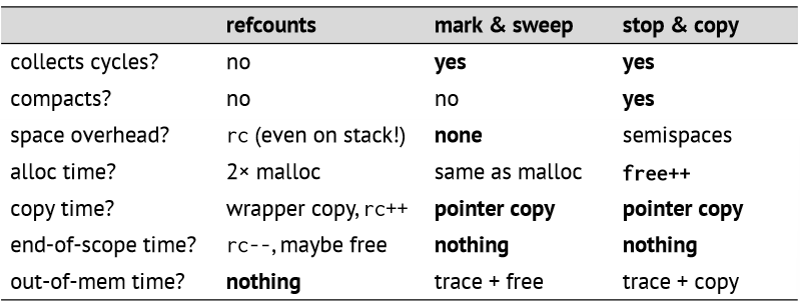 refcounts mark & sweep stop & copy
collects cycles? no yes yes
compacts? no no yes
space overhead? rc (even on stack!) none semispaces
alloc time? 2× malloc same as malloc free++
copy time? wrapper copy, rc++ pointer copy pointer copy
end-of-scope time? rc--, maybe free nothing nothing
out-of-mem time? nothing trace + free trace + copy